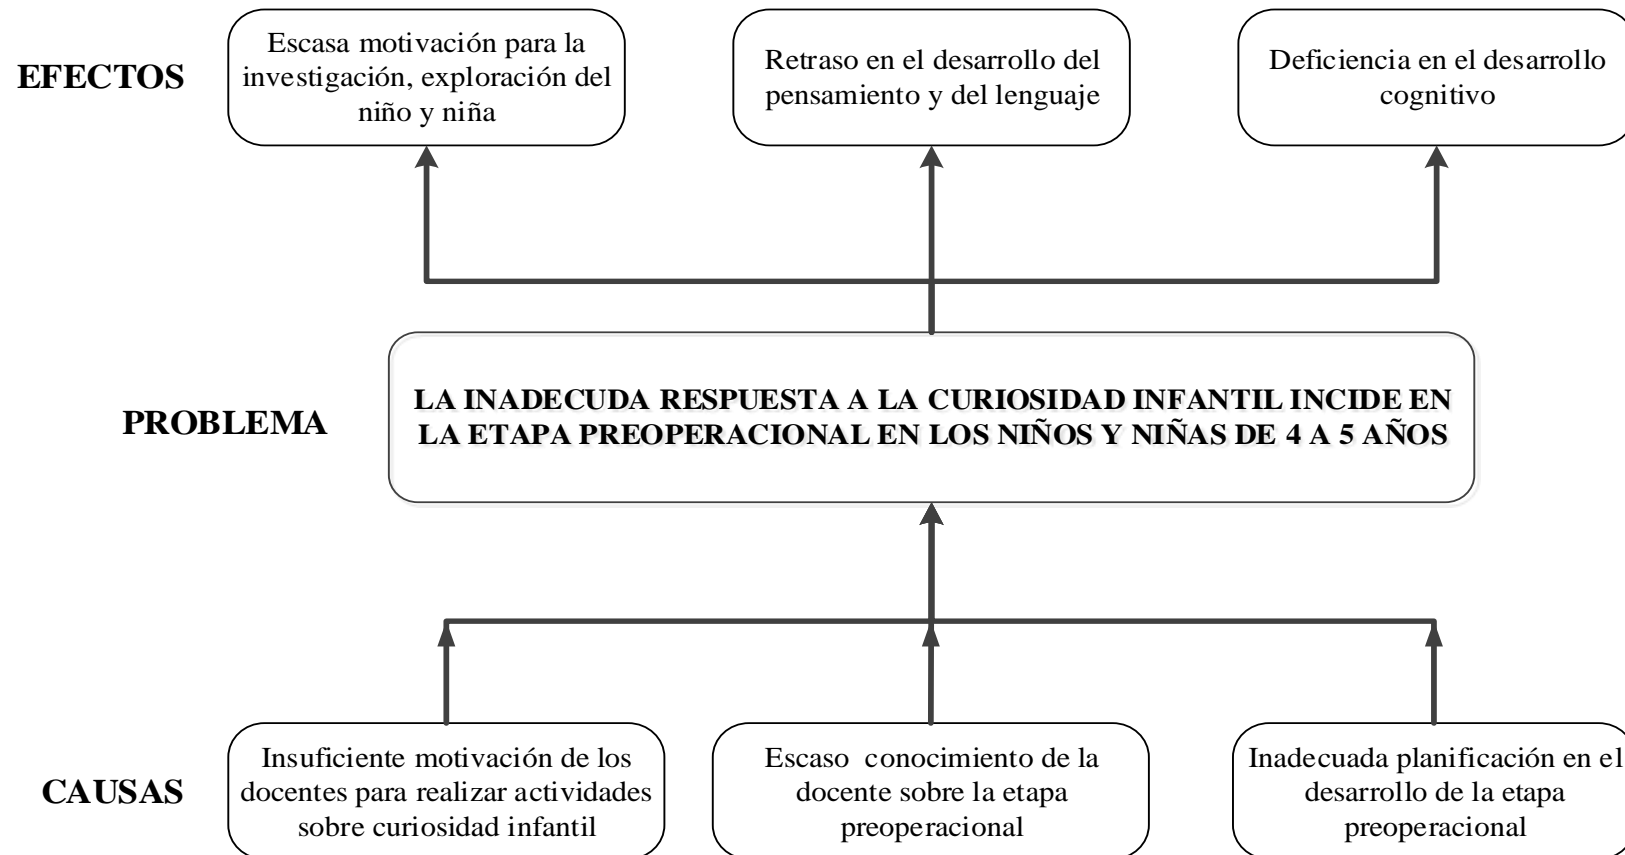 EFECTOS
Escasa motivación para la
investigación, exploración del
niño y niña
Retraso en el desarrollo del
pensamiento y del lenguaje
Deficiencia en el desarrollo
cognitivo
PROBLEMA
LA INADECUDA RESPUESTA A LA CURIOSIDAD INFANTIL INCIDE EN
LA ETAPA PREOPERACIONAL EN LOS NIÑOS Y NIÑAS DE 4 A 5 AÑOS
CAUSAS
Insuficiente motivación de los
docentes para realizar actividades
sobre curiosidad infantil
Escaso conocimiento de la
docente sobre la etapa
preoperacional
Inadecuada planificación en el
desarrollo de la etapa
preoperacional